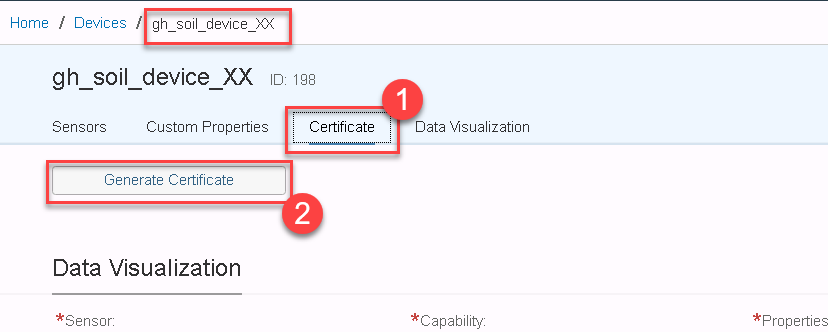 Home / Devices / gh_soil_device_XX
gh_soil_device_XX ID: 198
1
Sensors Custom Properties Certificate Data Visualization
Generate Certificate
2
Data Visualization
*Sensor: *Capability: *Properties